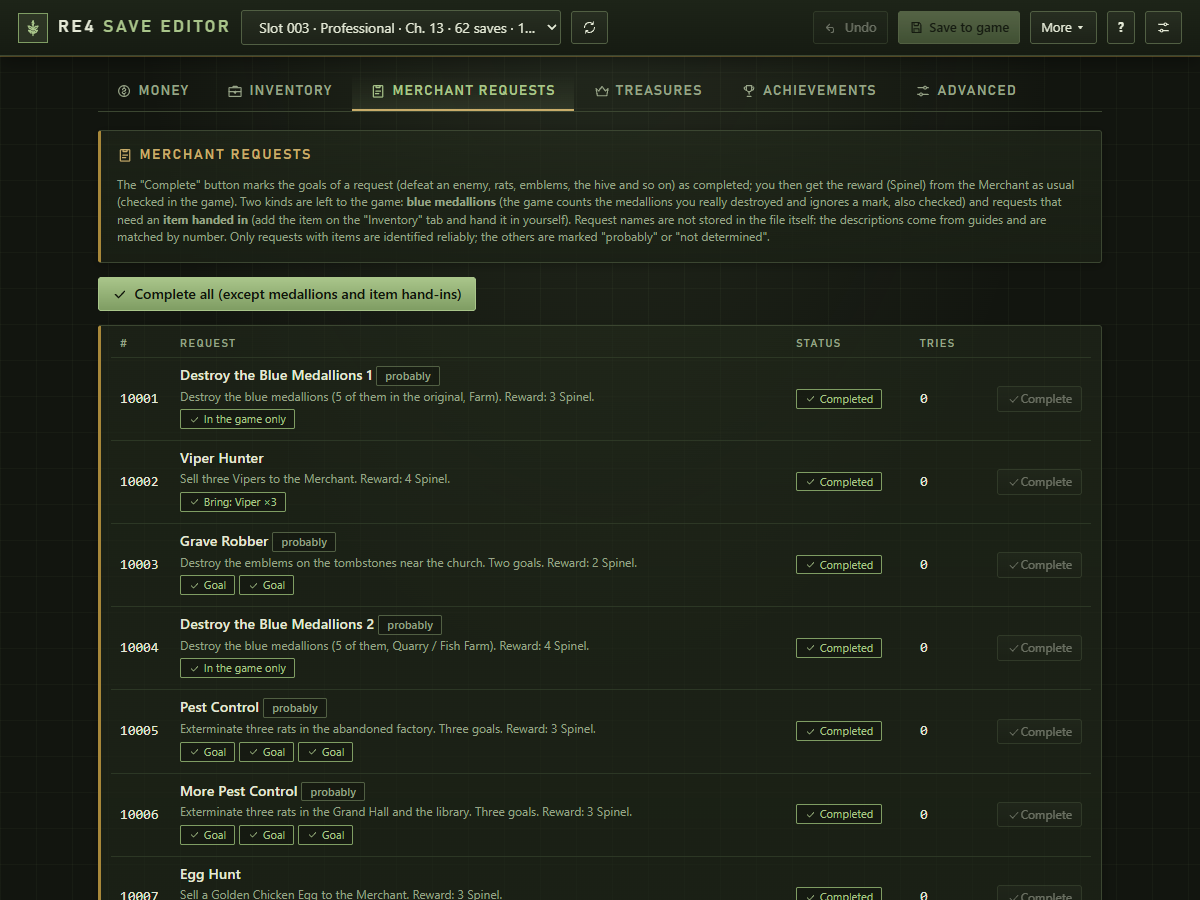 RE4 SAVE EDITOR
Slot 003 · Professional · Ch. 13 · 62 saves · 1...
Undo
Save to game
More
?
MONEY
INVENTORY
MERCHANT REQUESTS
TREASURES
ACHIEVEMENTS
ADVANCED
MERCHANT REQUESTS
The "Complete" button marks the goals of a request (defeat an enemy, rats, emblems, the hive and so on) as completed; you then get the reward (Spinel) from the Merchant as usual
(checked in the game). Two kinds are left to the game: blue medallions (the game counts the medallions you really destroyed and ignores a mark, also checked) and requests that
need an item handed in (add the item on the "Inventory" tab and hand it in yourself). Request names are not stored in the file itself: the descriptions come from guides and are
matched by number. Only requests with items are identified reliably; the others are marked "probably" or "not determined".
Complete all (except medallions and item hand-ins)
# REQUEST STATUS TRIES
Destroy the Blue Medallions 1 probably
10001 Destroy the blue medallions (5 of them in the original, Farm). Reward: 3 Spinel. Completed 0 Complete
In the game only
Viper Hunter
10002 Sell three Vipers to the Merchant. Reward: 4 Spinel. Completed 0 Complete
Bring: Viper ×3
Grave Robber probably
10003 Destroy the emblems on the tombstones near the church. Two goals. Reward: 2 Spinel. Completed 0 Complete
Goal Goal
Destroy the Blue Medallions 2 probably
10004 Destroy the blue medallions (5 of them, Quarry / Fish Farm). Reward: 4 Spinel. Completed 0 Complete
In the game only
Pest Control probably
10005 Exterminate three rats in the abandoned factory. Three goals. Reward: 3 Spinel. Completed 0 Complete
Goal Goal Goal
More Pest Control probably
10006 Exterminate three rats in the Grand Hall and the library. Three goals. Reward: 3 Spinel. Completed 0 Complete
Goal Goal Goal
Egg Hunt
10007 Sell a Golden Chicken Egg to the Merchant. Reward: 3 Spinel. Completed 0 Complete